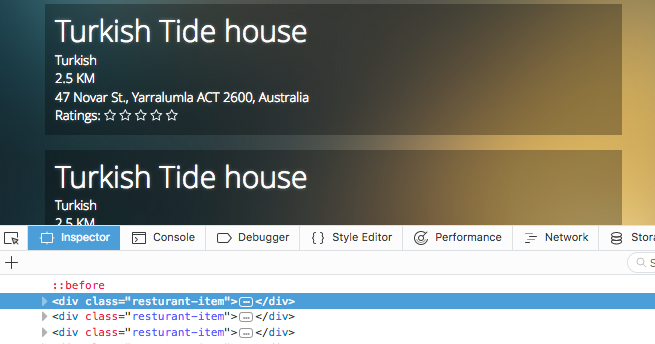 Turkish Tide house
Turkish
2.5 KM
47 Novar St., Yarralumla ACT 2600, Australia
Ratings:
Turkish Tide house
Turkish
2.5 KM
Inspector Console Debugger { } Style Editor Performance Network Stora
+ S
::before
<div class="resturant-item">…</div>
<div class="resturant-item">…</div>
<div class="resturant-item">…</div>